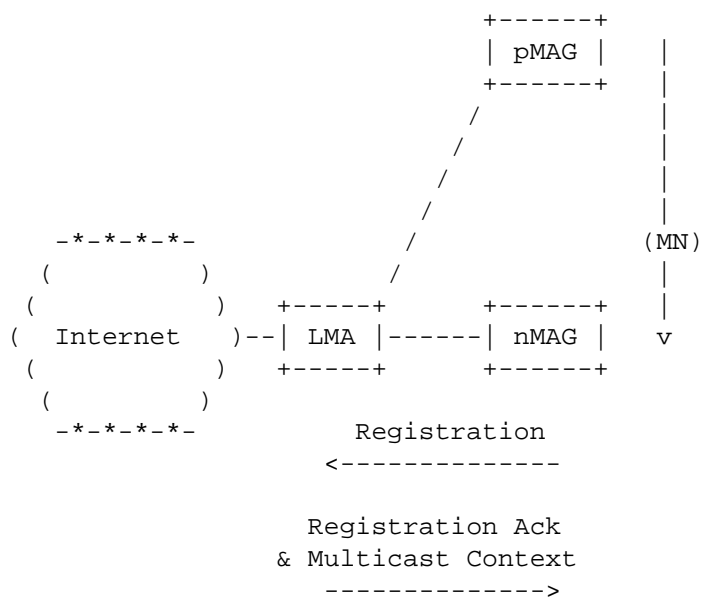 pMAG
(MN)
Internet LMA nMAG v
Registration
Registration Ack
& Multicast Context